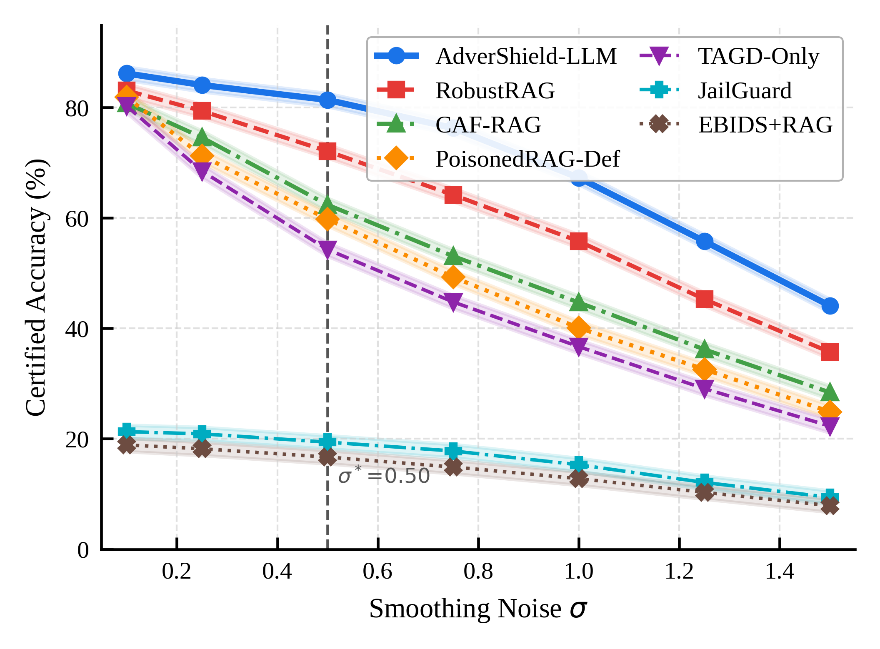 AdverShield-LLM
RobustRAG
CAF-RAG
PoisonedRAG-Def
TAGD-Only
JailGuard
EBIDS+RAG
Certified Accuracy (%)
80
60
40
20
0
σ*=0.50
0.2 0.4 0.6 0.8 1.0 1.2 1.4
Smoothing Noise σ